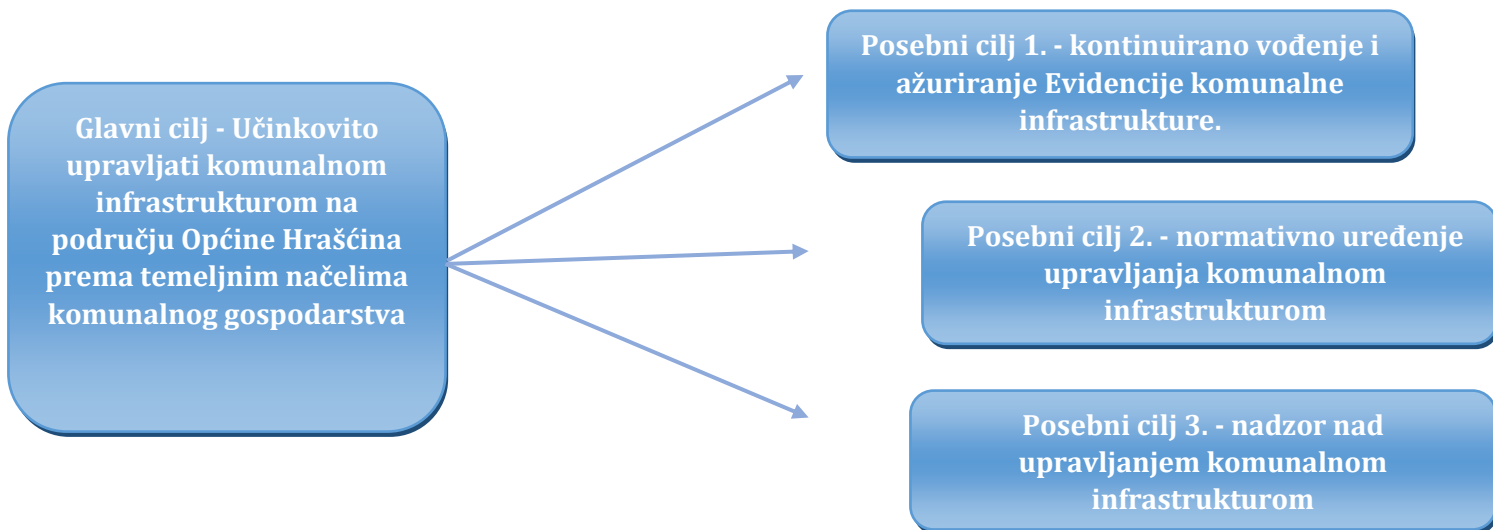 Glavni cilj - Učinkovito
upravljati komunalnom
infrastrukturom na
području Općine Hrašćina
prema temeljnim načelima
komunalnog gospodarstva
Posebni cilj 1. - kontinuirano vođenje i
ažuriranje Evidencije komunalne
infrastrukture.
Posebni cilj 2. - normativno uređenje
upravljanja komunalnom
infrastrukturom
Posebni cilj 3. - nadzor nad
upravljanjem komunalnom
infrastrukturom